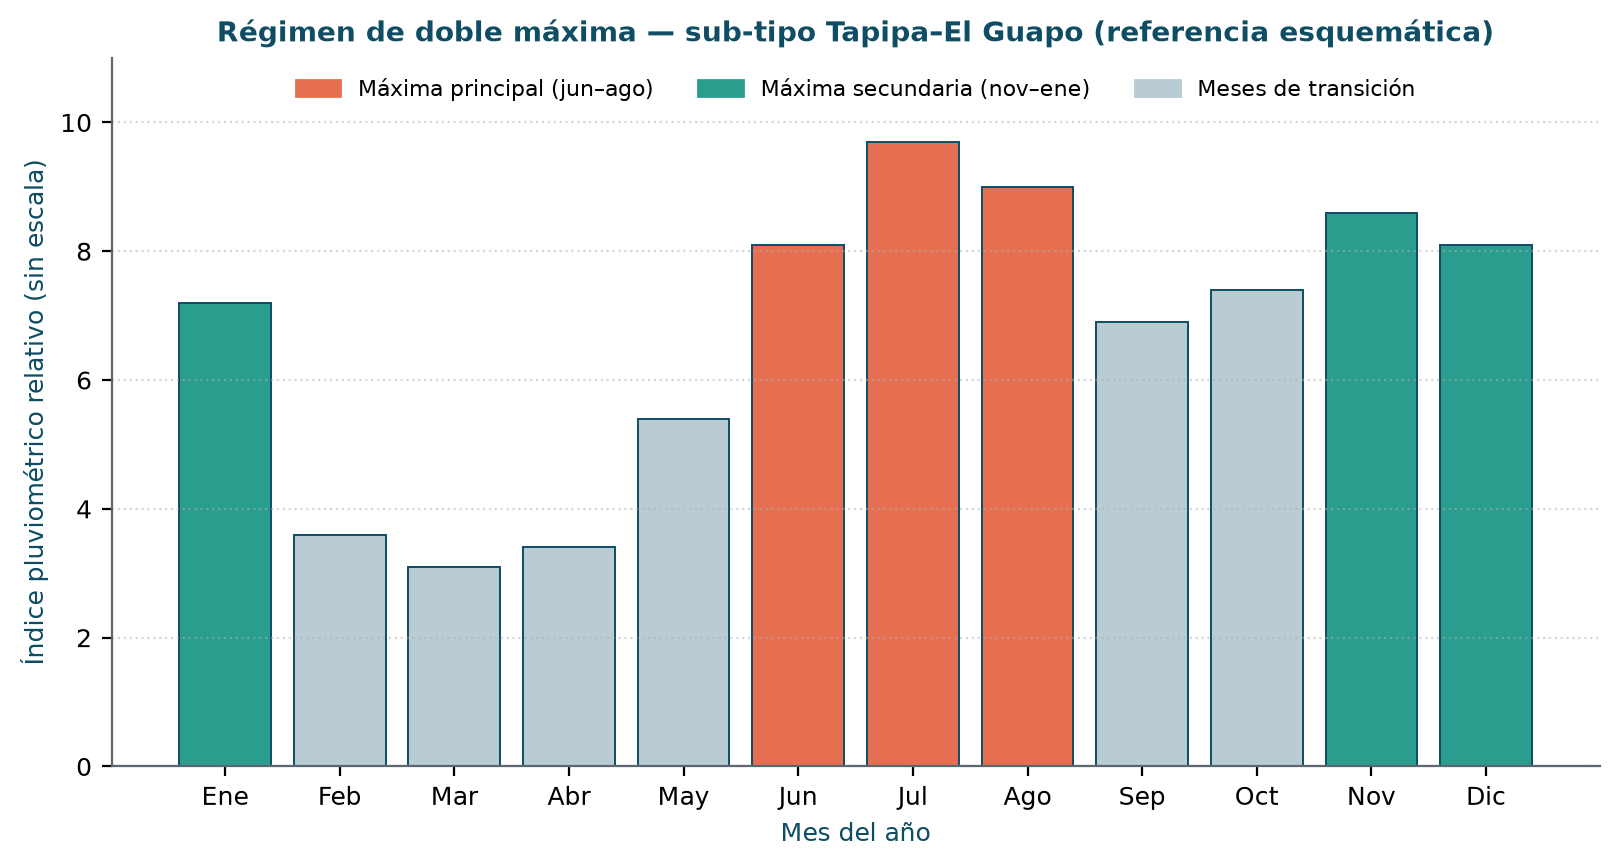 Régimen de doble máxima — sub-tipo Tapipa–El Guapo (referencia esquemática)
Máxima principal (jun–ago)
Máxima secundaria (nov–ene)
Meses de transición
Índice pluviométrico relativo (sin escala)
10
8
6
4
2
0
Ene Feb Mar Abr May Jun Jul Ago Sep Oct Nov Dic
Mes del año